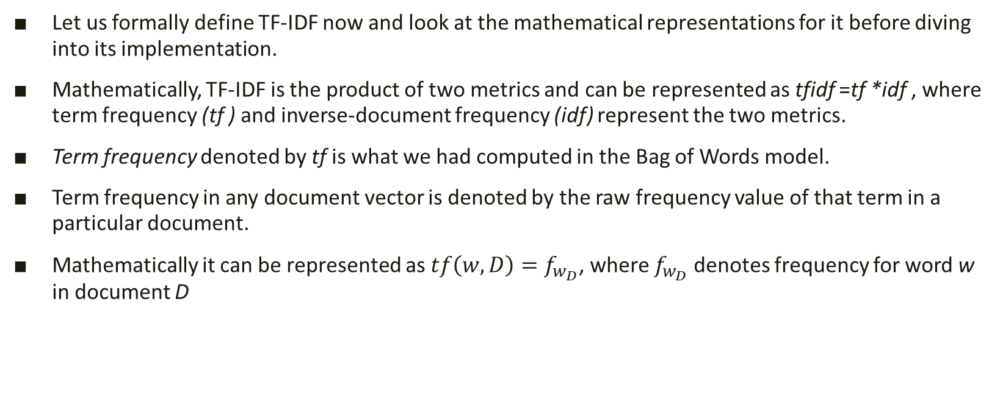 ■ Let us formally define TF-IDF now and look at the mathematical representations for it before diving
into its implementation.
■ Mathematically, TF-IDF is the product of two metrics and can be represented as tfidf =tf *idf , where
term frequency (tf ) and inverse-document frequency (idf) represent the two metrics.
■ Term frequency denoted by tf is what we had computed in the Bag of Words model.
■ Term frequency in any document vector is denoted by the raw frequency value of that term in a
particular document.
■ Mathematically it can be represented as $tf(w, D) = f_{w_D}$, where $f_{w_D}$ denotes frequency for word w
in document D